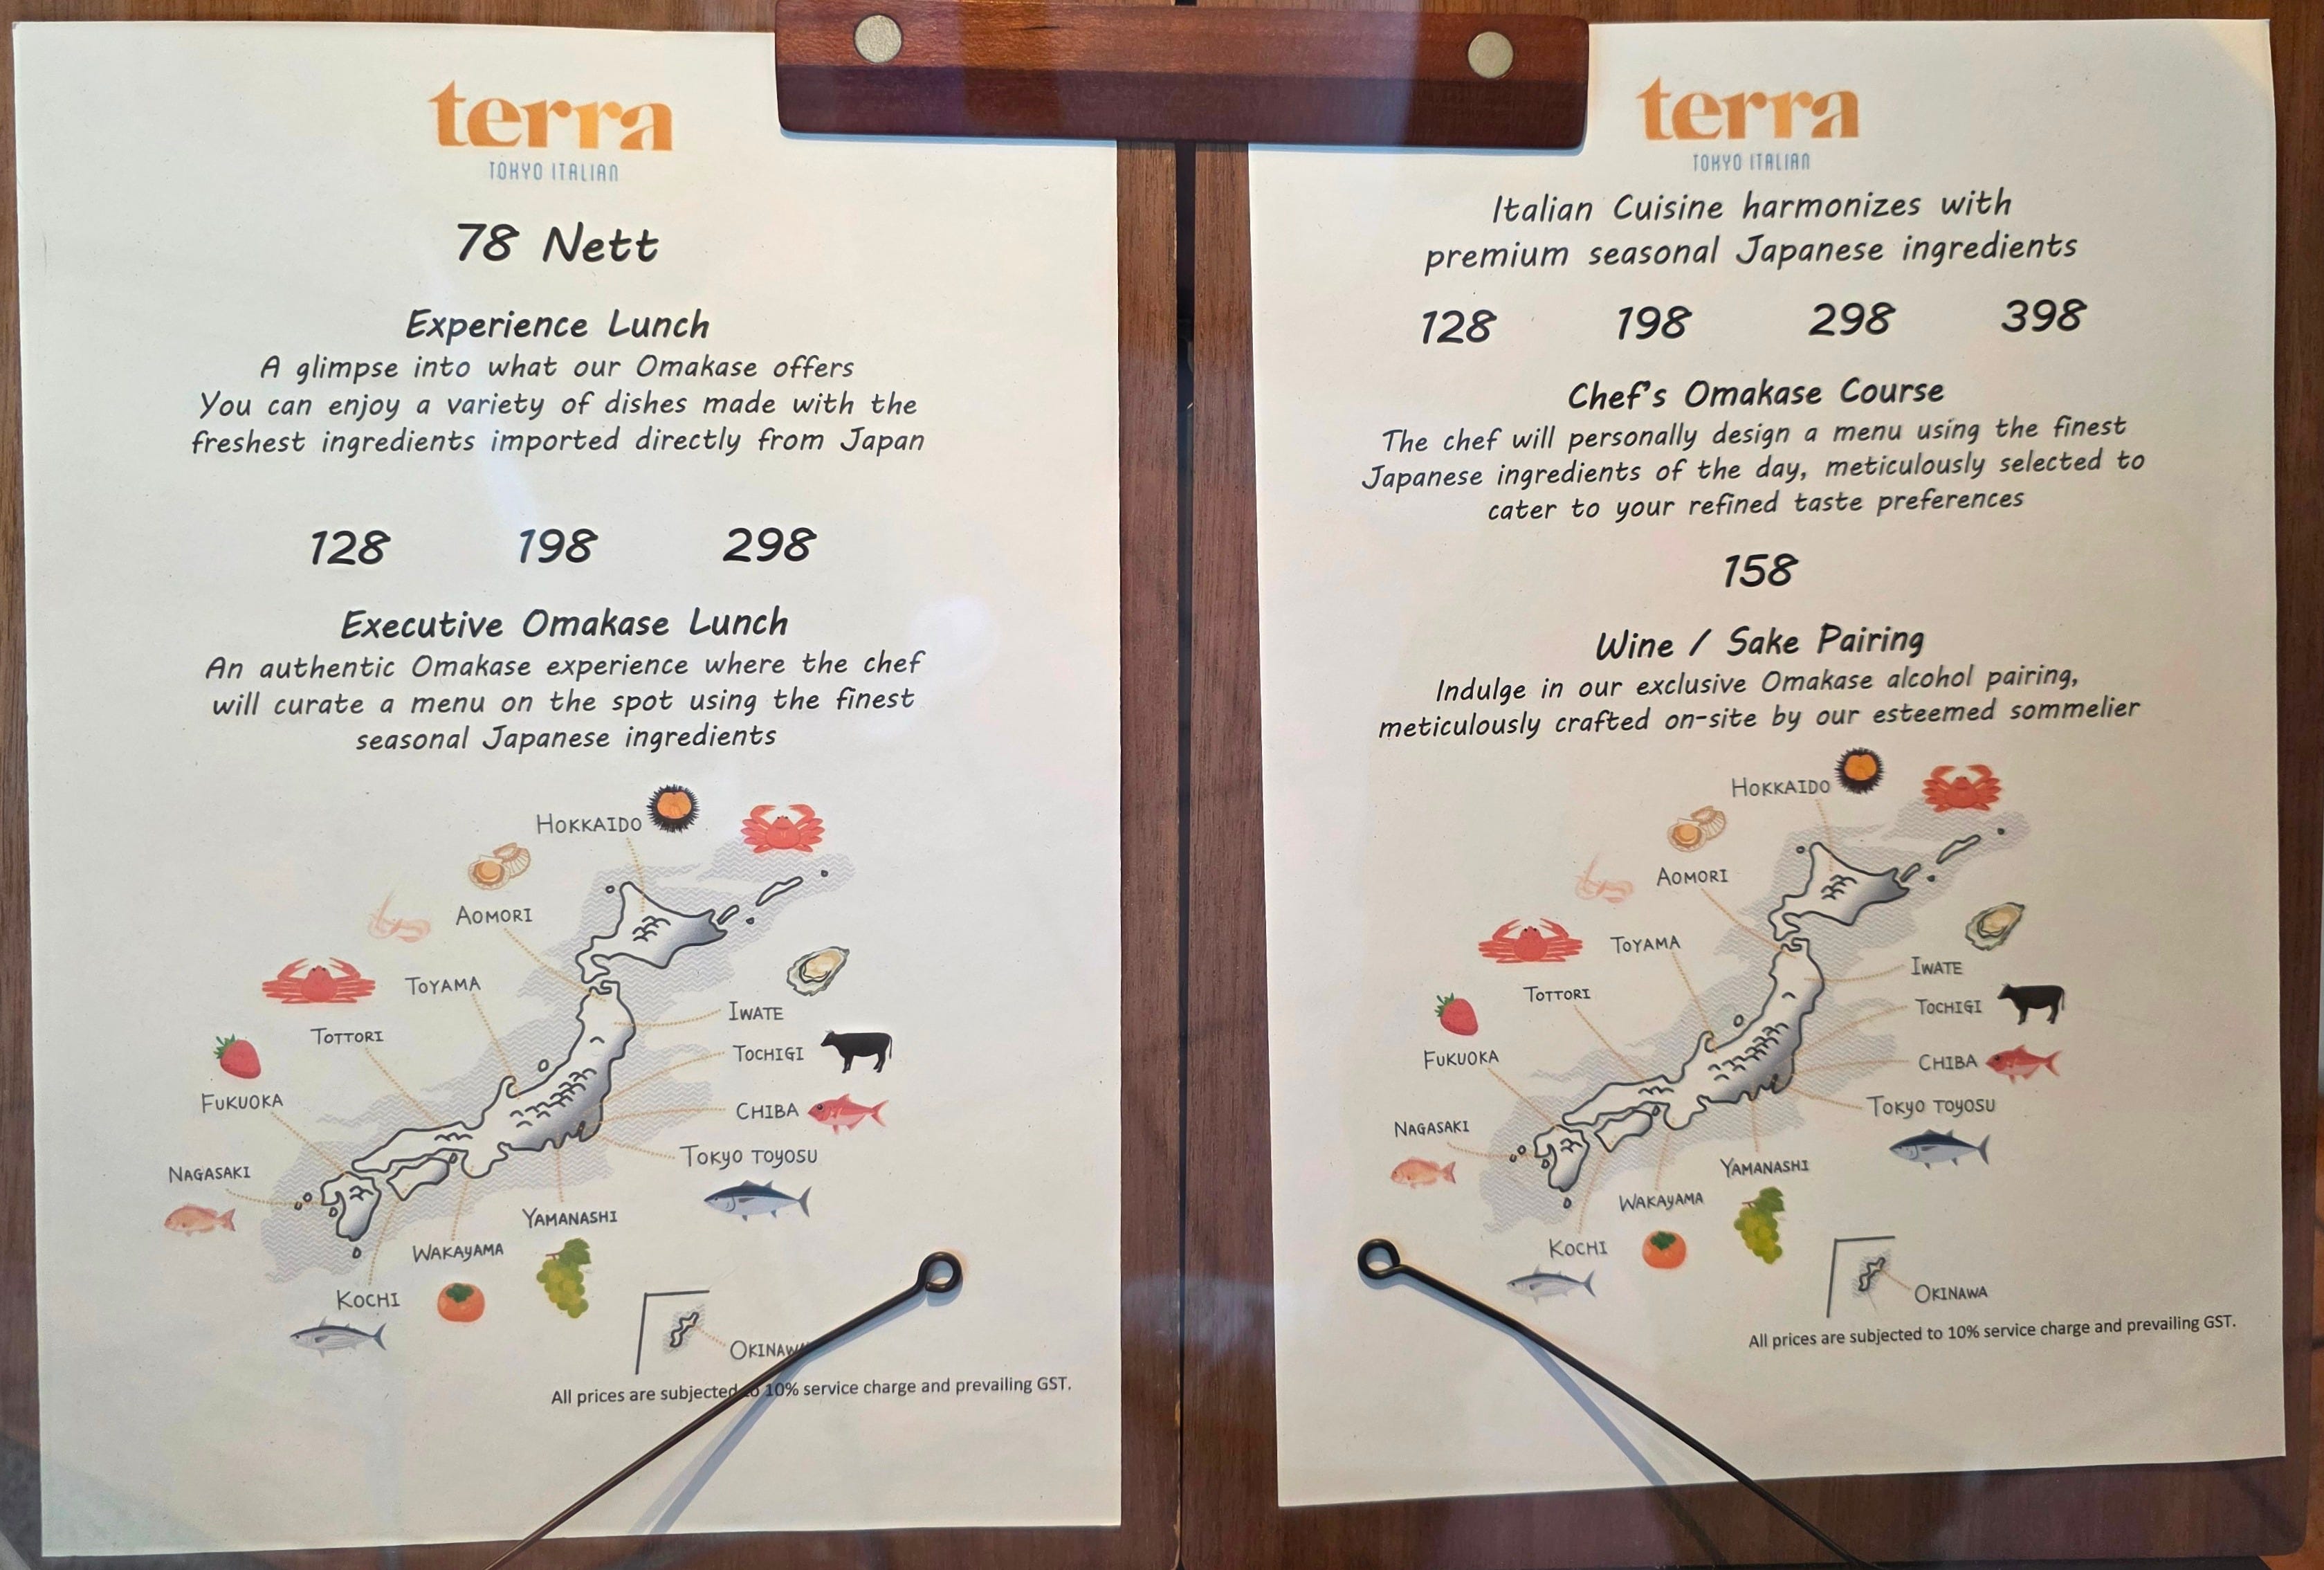 terra
TOKYO ITALIAN
78 Nett
Experience Lunch
A glimpse into what our Omakase offers
You can enjoy a variety of dishes made with the
freshest ingredients imported directly from Japan
128 198 298
Executive Omakase Lunch
An authentic Omakase experience where the chef
will curate a menu on the spot using the finest
seasonal Japanese ingredients
HOKKAIDO
AOMORI
TOYAMA
IWATE
TOTTORI
TOCHIGI
FUKUOKA
CHIBA
TOKYO TOYOSU
NAGASAKI
YAMANASHI
WAKAYAMA
KOCHI
OKINAWA
All prices are subjected to 10% service charge and prevailing GST.
terra
TOKYO ITALIAN
Italian Cuisine harmonizes with
premium seasonal Japanese ingredients
128 198 298 398
Chef's Omakase Course
The chef will personally design a menu using the finest
Japanese ingredients of the day, meticulously selected to
cater to your refined taste preferences
158
Wine / Sake Pairing
Indulge in our exclusive Omakase alcohol pairing,
meticulously crafted on-site by our esteemed sommelier
HOKKAIDO
AOMORI
TOYAMA
IWATE
TOTTORI
TOCHIGI
FUKUOKA
CHIBA
TOKYO TOYOSU
NAGASAKI
YAMANASHI
WAKAYAMA
KOCHI
OKINAWA
All prices are subjected to 10% service charge and prevailing GST.